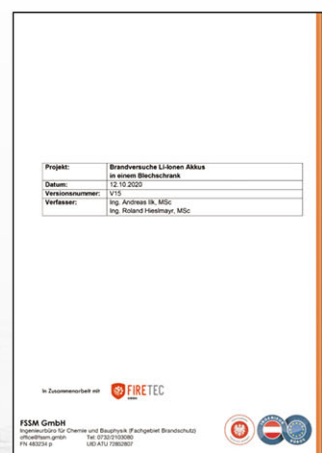 Projekt: Brandversuche Li-Ionen Akkus
in einem Blechschrank
Datum: 12.10.2020
Versionsnummer: V15
Verfasser: Ing. Andreas Ilk, MSc
Ing. Roland Hieslmayr, MSc
In Zusammenarbeit mit FIRETEC
FSSM GmbH
Ingenieurbüro für Chemie und Bauphysik (Fachgebiet Brandschutz)
office@fssm.gmbh Tel: 0732/2103080
FN 483234 p UID ATU 72802807